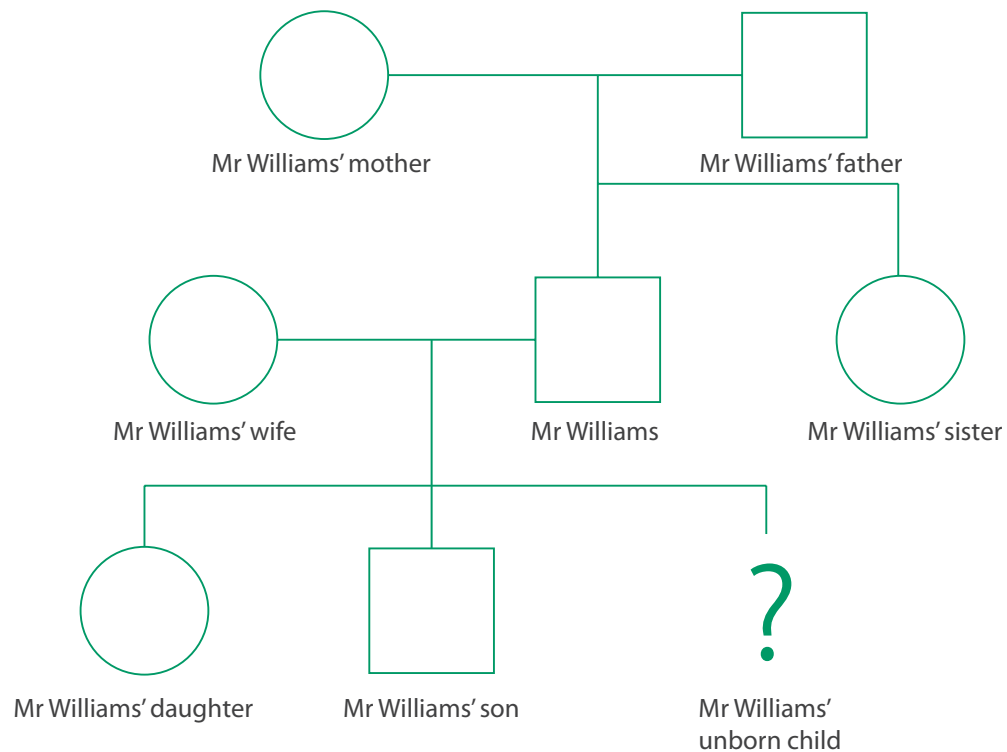 Mr Williams’ mother
Mr Williams’ father
Mr Williams’ wife
Mr Williams
Mr Williams’ sister
?
Mr Williams’ daughter
Mr Williams’ son
Mr Williams’
unborn child